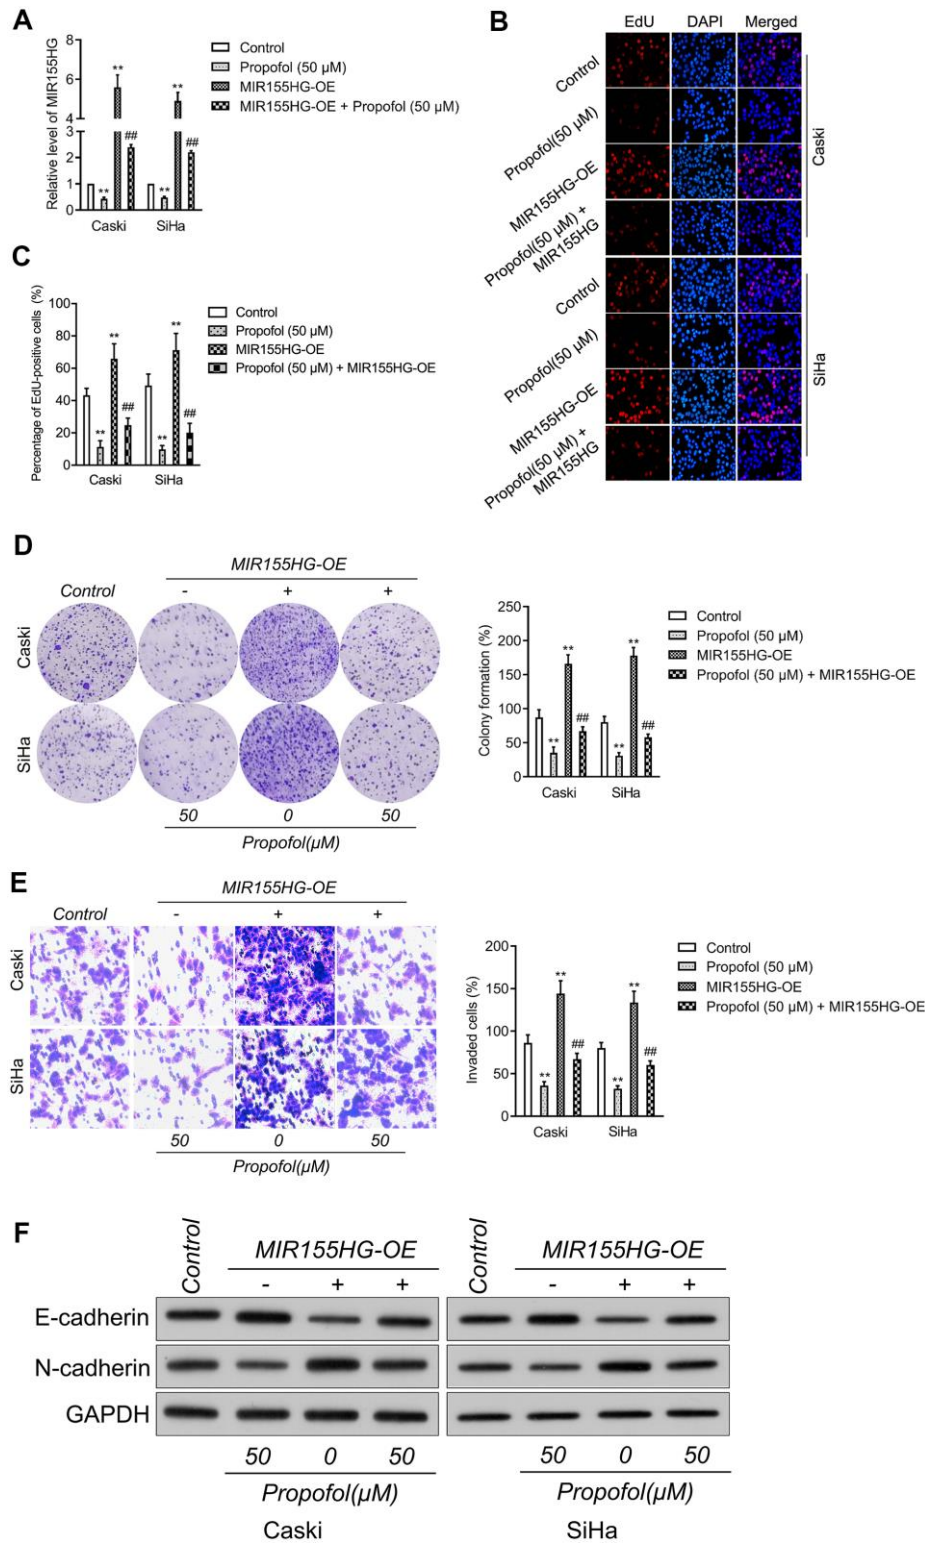 A
Relative level of MIR155HG
8
6
4
3
2
1
0
**
**
**
##
**
##
Caski
SiHa
Control
Propofol (50 µM)
MIR155HG-OE
MIR155HG-OE + Propofol (50 µM)
B
EdU
DAPI
Merged
Control
Propofol(50 µM)
MIR155HG-OE
Propofol(50 µM) +
MIR155HG
Control
Propofol(50 µM)
MIR155HG-OE
Propofol(50 µM) +
MIR155HG
Caski
SiHa
C
Percentage of EdU-positive cells (%)
100
80
60
40
20
0
**
**
##
**
**
##
Caski
SiHa
Control
Propofol (50 µM)
MIR155HG-OE
Propofol (50 µM) + MIR155HG-OE
D
MIR155HG-OE
Control
-
+
+
Caski
SiHa
50
0
50
Propofol(µM)
Colony formation (%)
250
200
150
100
50
0
**
**
##
**
**
##
Caski
SiHa
Control
Propofol (50 µM)
MIR155HG-OE
Propofol (50 µM) + MIR155HG-OE
E
MIR155HG-OE
Control
-
+
+
Caski
SiHa
50
0
50
Propofol(µM)
Invaded cells (%)
200
150
100
50
0
**
**
##
**
**
##
Caski
SiHa
Control
Propofol (50 µM)
MIR155HG-OE
Propofol (50 µM) + MIR155HG-OE
F
Control
MIR155HG-OE
-
+
+
Control
MIR155HG-OE
-
+
+
E-cadherin
N-cadherin
GAPDH
50
0
50
Propofol(µM)
Caski
50
0
50
Propofol(µM)
SiHa